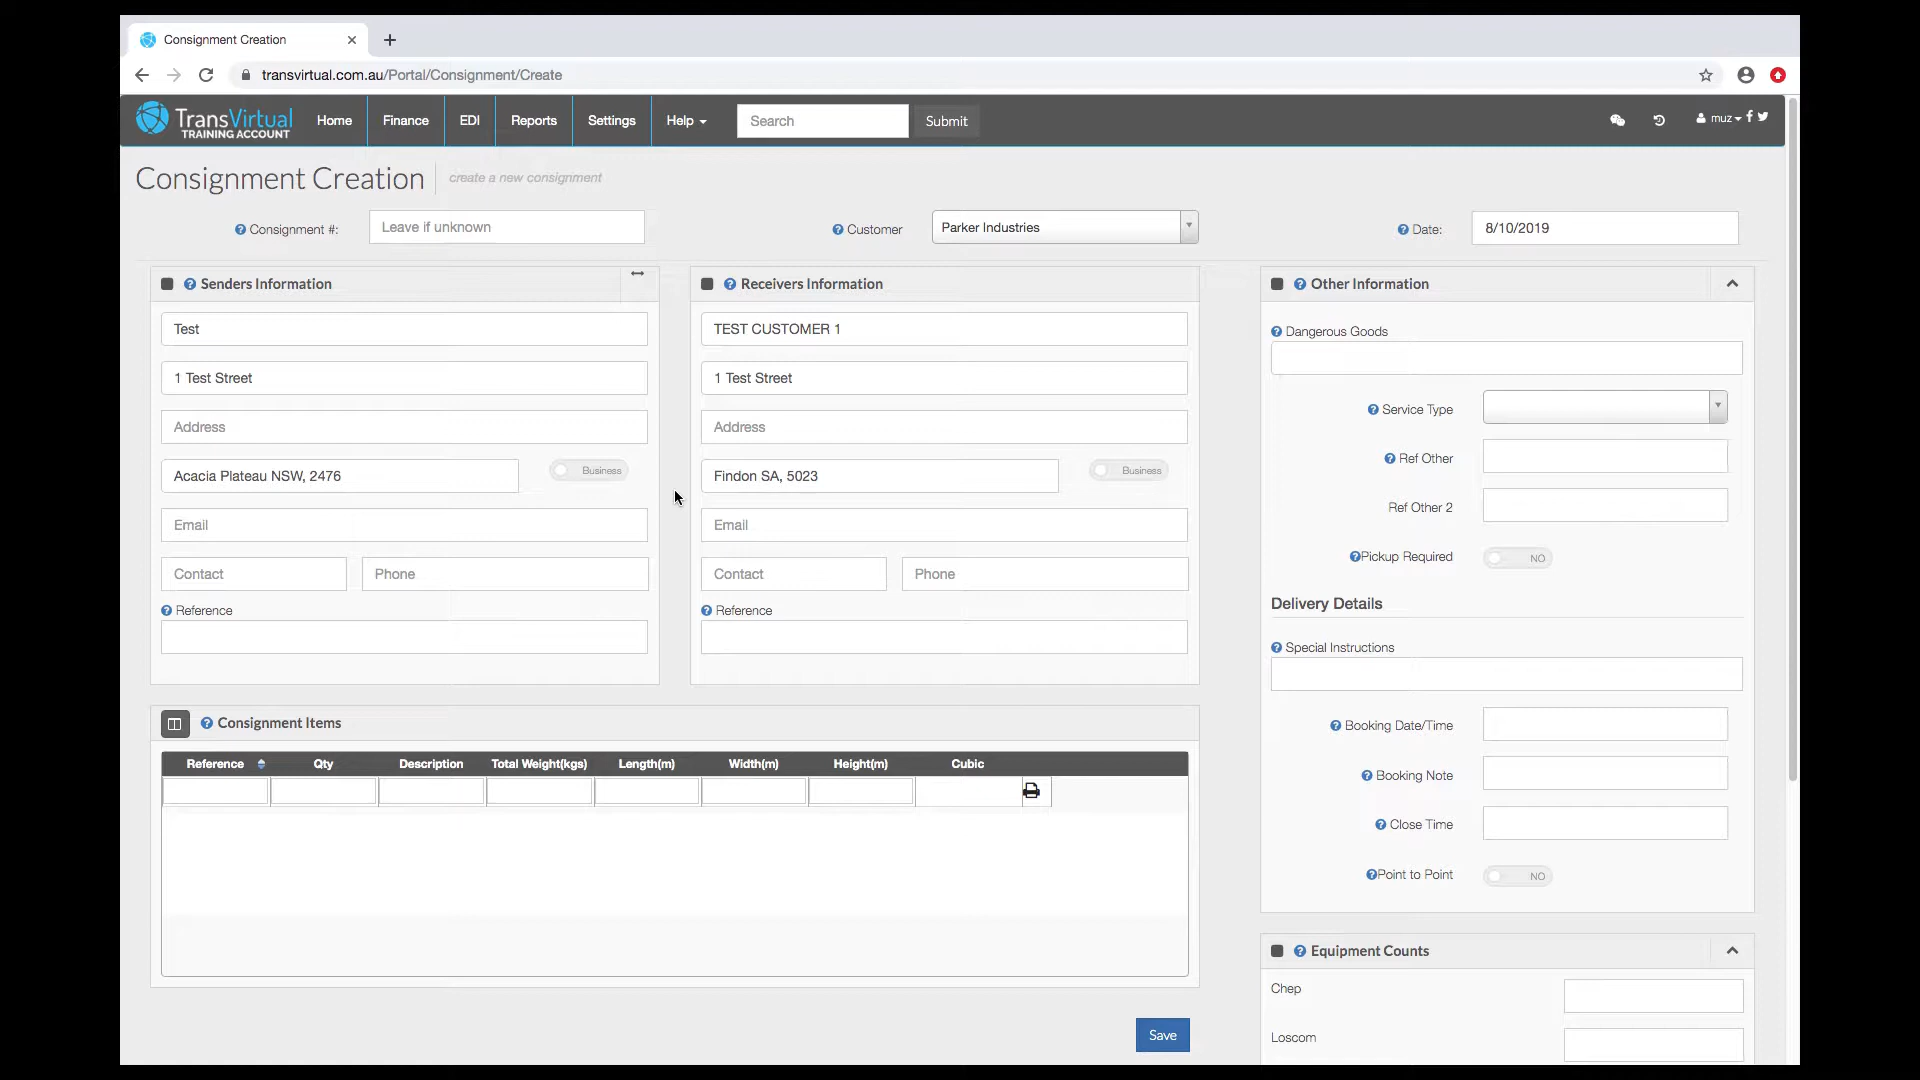 Consignment Creation
transvirtual.com.au/Portal/Consignment/Create
TransVirtual
TRAINING ACCOUNT
Home
Finance
EDI
Reports
Settings
Help
Search
Submit
muz
Consignment Creation
create a new consignment
Consignment #:
Leave if unknown
Customer
Parker Industries
Date:
8/10/2019
Senders Information
Test
1 Test Street
Address
Acacia Plateau NSW, 2476
Business
Email
Contact
Phone
Reference
Receivers Information
TEST CUSTOMER 1
1 Test Street
Address
Findon SA, 5023
Business
Email
Contact
Phone
Reference
Other Information
Dangerous Goods
Service Type
Ref Other
Ref Other 2
Pickup Required
NO
Delivery Details
Special Instructions
Booking Date/Time
Booking Note
Close Time
Point to Point
NO
Consignment Items
Reference Qty Description Total Weight(kgs) Length(m) Width(m) Height(m) Cubic
Save
Equipment Counts
Chep
Loscom